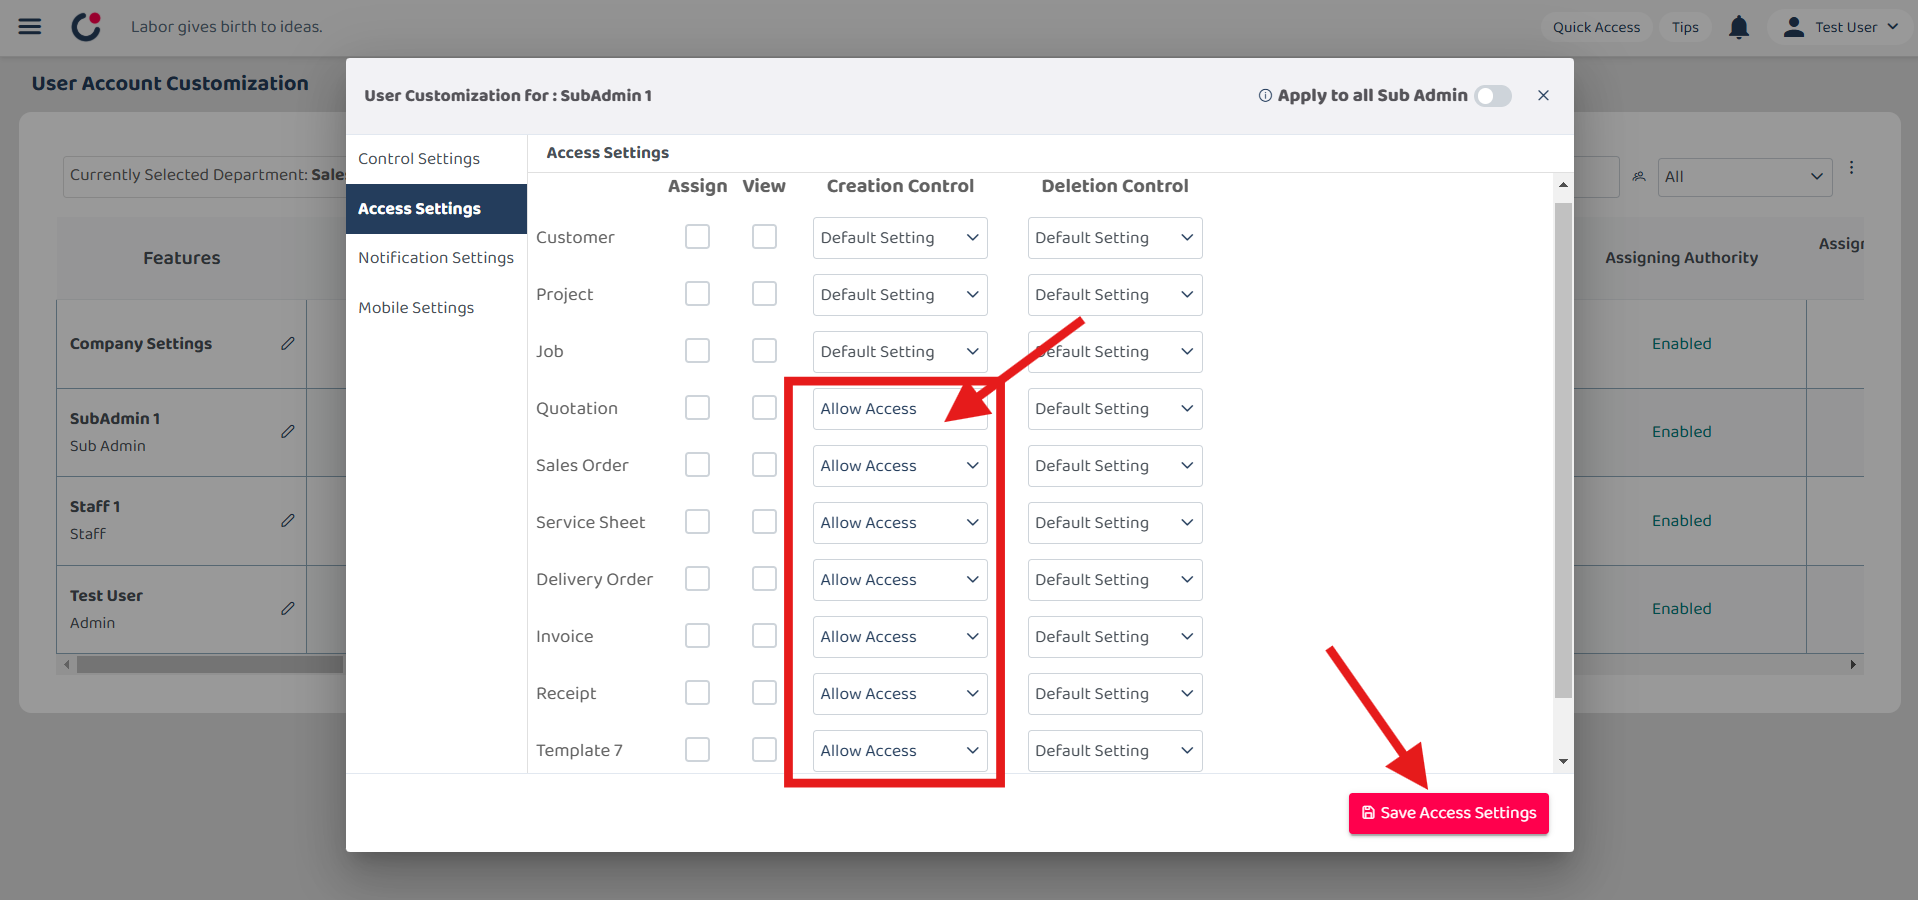 Labor gives birth to ideas.
Quick Access
Tips
Test User
User Account Customization
User Customization for : SubAdmin 1
Apply to all Sub Admin
Currently Selected Department: Sale
All
Control Settings
Access Settings
Notification Settings
Mobile Settings
Access Settings
Assign View Creation Control Deletion Control
Customer Default Setting Default Setting
Project Default Setting Default Setting
Job Default Setting Default Setting
Quotation Allow Access Default Setting
Sales Order Allow Access Default Setting
Service Sheet Allow Access Default Setting
Delivery Order Allow Access Default Setting
Invoice Allow Access Default Setting
Receipt Allow Access Default Setting
Template 7 Allow Access Default Setting
Save Access Settings
Features
Assigning Authority
Assign
Company Settings
Enabled
SubAdmin 1
Sub Admin
Enabled
Staff 1
Staff
Enabled
Test User
Admin
Enabled